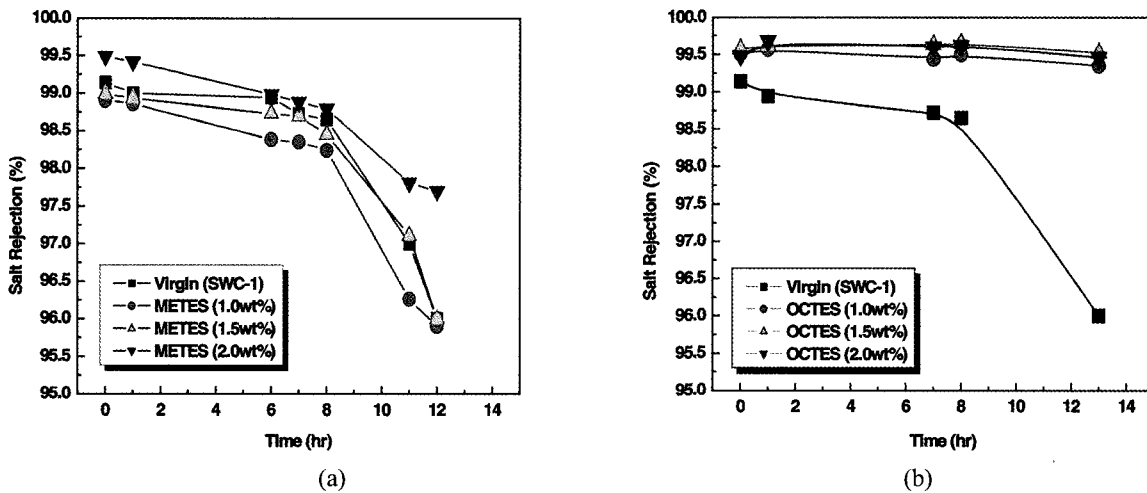 100.0
99.5
99.0
98.5
98.0
97.5
97.0
96.5
96.0
95.5
95.0
Salt Rejection (%)
Virgin (SWC-1)
METES (1.0wt%)
METES (1.5wt%)
METES (2.0wt%)
0 2 4 6 8 10 12 14
Time (hr)
(a)
100.0
99.5
99.0
98.5
98.0
97.5
97.0
96.5
96.0
95.5
95.0
Salt Rejection (%)
Virgin (SWC-1)
OCTES (1.0wt%)
OCTES (1.5wt%)
OCTES (2.0wt%)
0 2 4 6 8 10 12 14
Time (hr)
(b)